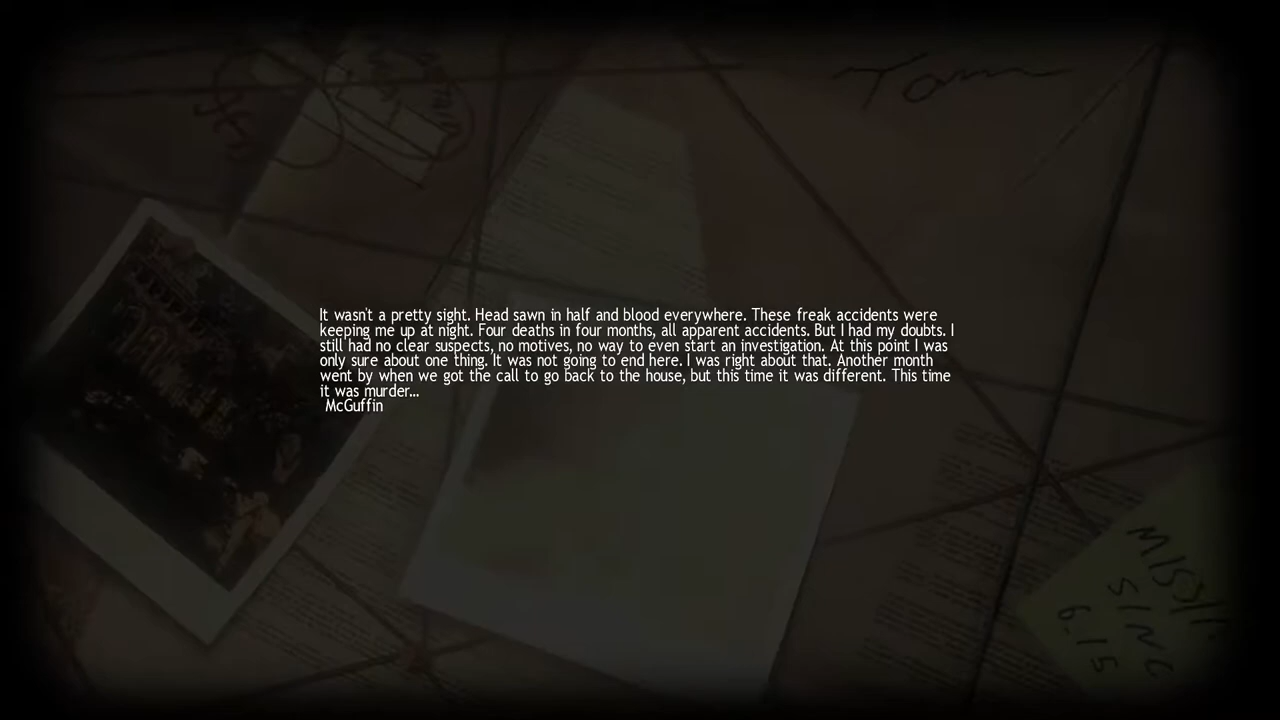 Tom
It wasn't a pretty sight. Head sawn in half and blood everywhere. These freak accidents were
keeping me up at night. Four deaths in four months, all apparent accidents. But I had my doubts. I
still had no clear suspects, no motives, no way to even start an investigation. At this point I was
only sure about one thing. It was not going to end here. I was right about that. Another month
went by when we got the call to go back to the house, but this time it was different. This time
it was murder...
McGuffin
MISSI
SINC
6-15